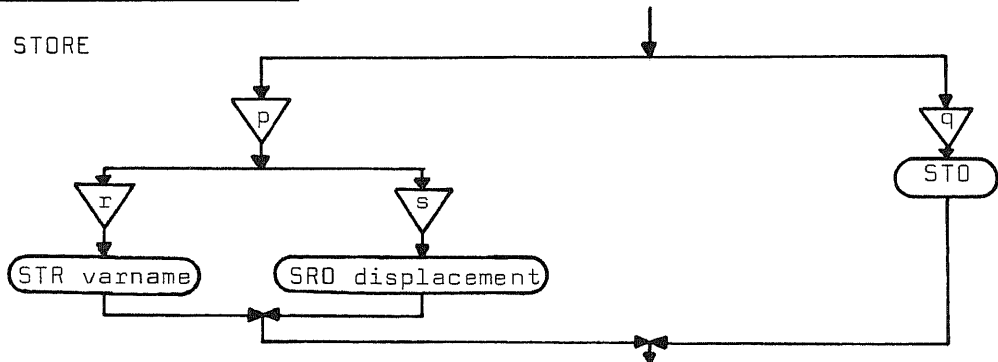 STORE
p
q
STO
r
s
STR varname
SRO displacement